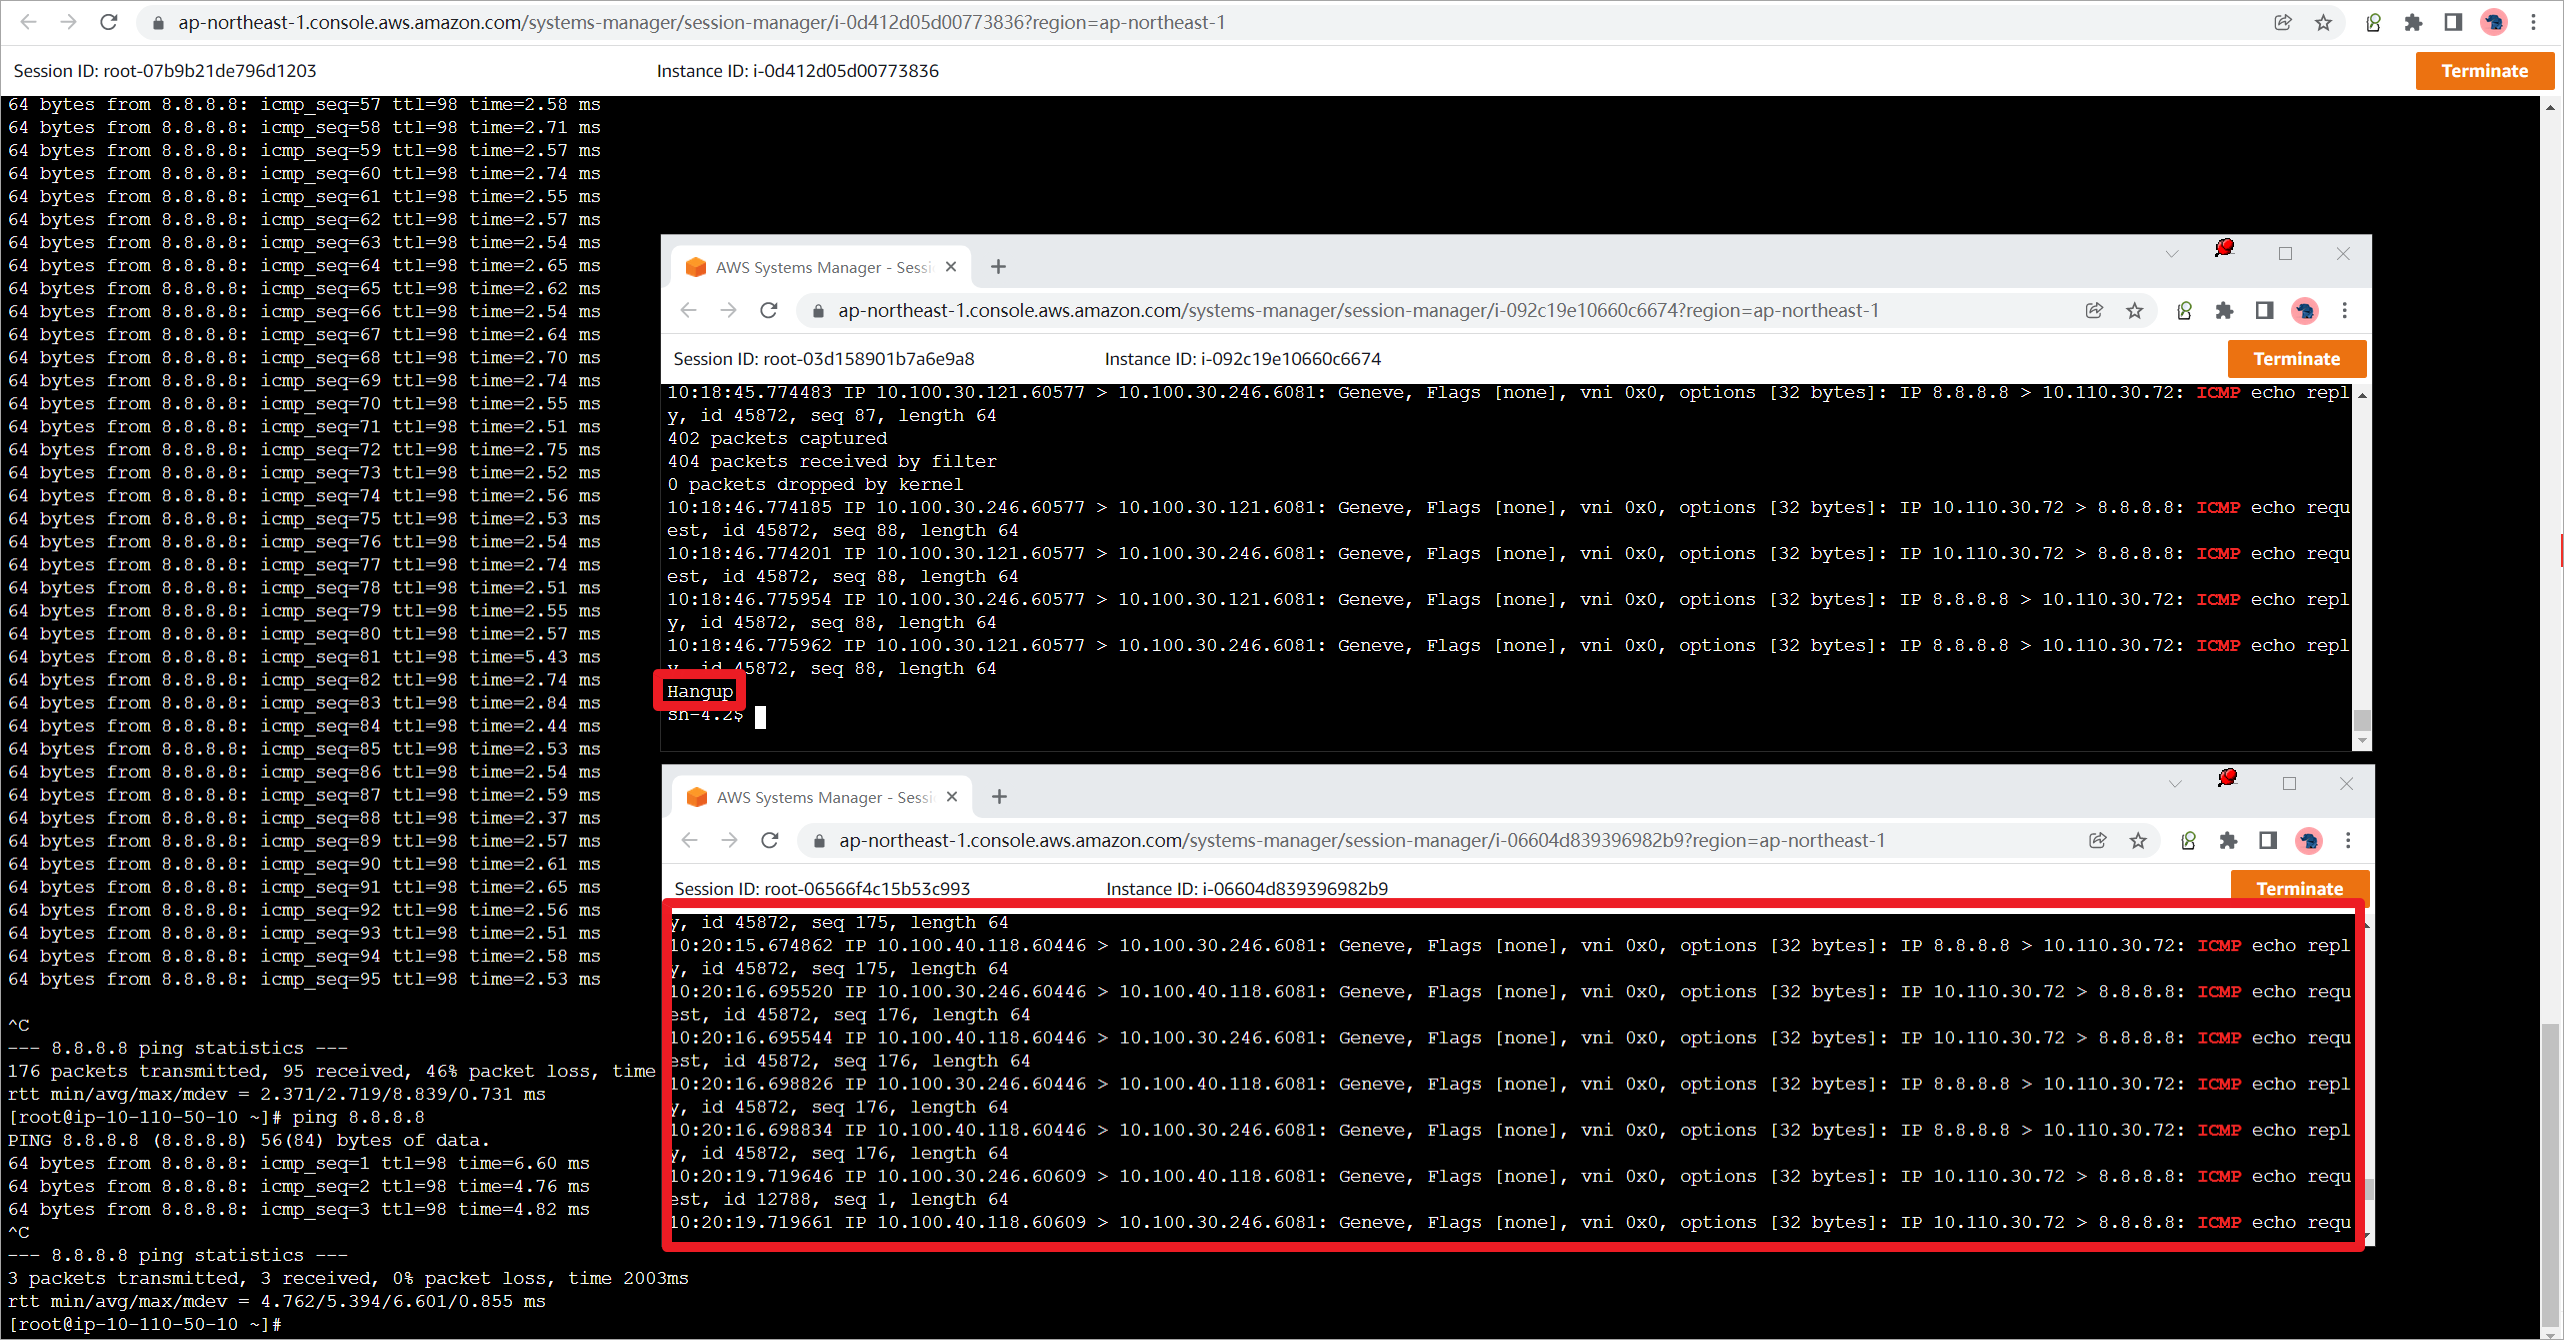 ap-northeast-1.console.aws.amazon.com/systems-manager/session-manager/i-0d412d05d00773836?region=ap-northeast-1
Session ID: root-07b9b21de796d1203
Instance ID: i-0d412d05d00773836
Terminate
64 bytes from 8.8.8.8: icmp_seq=57 ttl=98 time=2.58 ms
64 bytes from 8.8.8.8: icmp_seq=58 ttl=98 time=2.71 ms
64 bytes from 8.8.8.8: icmp_seq=59 ttl=98 time=2.57 ms
64 bytes from 8.8.8.8: icmp_seq=60 ttl=98 time=2.74 ms
64 bytes from 8.8.8.8: icmp_seq=61 ttl=98 time=2.55 ms
64 bytes from 8.8.8.8: icmp_seq=62 ttl=98 time=2.57 ms
64 bytes from 8.8.8.8: icmp_seq=63 ttl=98 time=2.54 ms
64 bytes from 8.8.8.8: icmp_seq=64 ttl=98 time=2.65 ms
64 bytes from 8.8.8.8: icmp_seq=65 ttl=98 time=2.62 ms
64 bytes from 8.8.8.8: icmp_seq=66 ttl=98 time=2.54 ms
64 bytes from 8.8.8.8: icmp_seq=67 ttl=98 time=2.64 ms
64 bytes from 8.8.8.8: icmp_seq=68 ttl=98 time=2.70 ms
64 bytes from 8.8.8.8: icmp_seq=69 ttl=98 time=2.74 ms
64 bytes from 8.8.8.8: icmp_seq=70 ttl=98 time=2.55 ms
64 bytes from 8.8.8.8: icmp_seq=71 ttl=98 time=2.51 ms
64 bytes from 8.8.8.8: icmp_seq=72 ttl=98 time=2.75 ms
64 bytes from 8.8.8.8: icmp_seq=73 ttl=98 time=2.52 ms
64 bytes from 8.8.8.8: icmp_seq=74 ttl=98 time=2.56 ms
64 bytes from 8.8.8.8: icmp_seq=75 ttl=98 time=2.53 ms
64 bytes from 8.8.8.8: icmp_seq=76 ttl=98 time=2.54 ms
64 bytes from 8.8.8.8: icmp_seq=77 ttl=98 time=2.74 ms
64 bytes from 8.8.8.8: icmp_seq=78 ttl=98 time=2.51 ms
64 bytes from 8.8.8.8: icmp_seq=79 ttl=98 time=2.55 ms
64 bytes from 8.8.8.8: icmp_seq=80 ttl=98 time=2.57 ms
64 bytes from 8.8.8.8: icmp_seq=81 ttl=98 time=5.43 ms
64 bytes from 8.8.8.8: icmp_seq=82 ttl=98 time=2.74 ms
64 bytes from 8.8.8.8: icmp_seq=83 ttl=98 time=2.84 ms
64 bytes from 8.8.8.8: icmp_seq=84 ttl=98 time=2.44 ms
64 bytes from 8.8.8.8: icmp_seq=85 ttl=98 time=2.53 ms
64 bytes from 8.8.8.8: icmp_seq=86 ttl=98 time=2.54 ms
64 bytes from 8.8.8.8: icmp_seq=87 ttl=98 time=2.59 ms
64 bytes from 8.8.8.8: icmp_seq=88 ttl=98 time=2.37 ms
64 bytes from 8.8.8.8: icmp_seq=89 ttl=98 time=2.57 ms
64 bytes from 8.8.8.8: icmp_seq=90 ttl=98 time=2.61 ms
64 bytes from 8.8.8.8: icmp_seq=91 ttl=98 time=2.65 ms
64 bytes from 8.8.8.8: icmp_seq=92 ttl=98 time=2.56 ms
64 bytes from 8.8.8.8: icmp_seq=93 ttl=98 time=2.51 ms
64 bytes from 8.8.8.8: icmp_seq=94 ttl=98 time=2.58 ms
64 bytes from 8.8.8.8: icmp_seq=95 ttl=98 time=2.53 ms
^C
--- 8.8.8.8 ping statistics ---
176 packets transmitted, 95 received, 46% packet loss, time
rtt min/avg/max/mdev = 2.371/2.719/8.839/0.731 ms
[root@ip-10-110-50-10 ~]# ping 8.8.8.8
PING 8.8.8.8 (8.8.8.8) 56(84) bytes of data.
64 bytes from 8.8.8.8: icmp_seq=1 ttl=98 time=6.60 ms
64 bytes from 8.8.8.8: icmp_seq=2 ttl=98 time=4.76 ms
64 bytes from 8.8.8.8: icmp_seq=3 ttl=98 time=4.82 ms
^C
--- 8.8.8.8 ping statistics ---
3 packets transmitted, 3 received, 0% packet loss, time 2003ms
rtt min/avg/max/mdev = 4.762/5.394/6.601/0.855 ms
[root@ip-10-110-50-10 ~]#
AWS Systems Manager - Sessi
ap-northeast-1.console.aws.amazon.com/systems-manager/session-manager/i-092c19e10660c6674?region=ap-northeast-1
Session ID: root-03d158901b7a6e9a8
Instance ID: i-092c19e10660c6674
Terminate
10:18:45.774483 IP 10.100.30.121.60577 > 10.100.30.246.6081: Geneve, Flags [none], vni 0x0, options [32 bytes]: IP 8.8.8.8 > 10.110.30.72: ICMP echo repl
y, id 45872, seq 87, length 64
402 packets captured
404 packets received by filter
0 packets dropped by kernel
10:18:46.774185 IP 10.100.30.246.60577 > 10.100.30.121.6081: Geneve, Flags [none], vni 0x0, options [32 bytes]: IP 10.110.30.72 > 8.8.8.8: ICMP echo requ
est, id 45872, seq 88, length 64
10:18:46.774201 IP 10.100.30.121.60577 > 10.100.30.246.6081: Geneve, Flags [none], vni 0x0, options [32 bytes]: IP 10.110.30.72 > 8.8.8.8: ICMP echo requ
est, id 45872, seq 88, length 64
10:18:46.775954 IP 10.100.30.246.60577 > 10.100.30.121.6081: Geneve, Flags [none], vni 0x0, options [32 bytes]: IP 8.8.8.8 > 10.110.30.72: ICMP echo repl
y, id 45872, seq 88, length 64
10:18:46.775962 IP 10.100.30.121.60577 > 10.100.30.246.6081: Geneve, Flags [none], vni 0x0, options [32 bytes]: IP 8.8.8.8 > 10.110.30.72: ICMP echo repl
y, id 45872, seq 88, length 64
Hangup
sh-4.2$
AWS Systems Manager - Sessi
ap-northeast-1.console.aws.amazon.com/systems-manager/session-manager/i-06604d839396982b9?region=ap-northeast-1
Session ID: root-06566f4c15b53c993
Instance ID: i-06604d839396982b9
Terminate
y, id 45872, seq 175, length 64
10:20:15.674862 IP 10.100.40.118.60446 > 10.100.30.246.6081: Geneve, Flags [none], vni 0x0, options [32 bytes]: IP 8.8.8.8 > 10.110.30.72: ICMP echo repl
y, id 45872, seq 175, length 64
10:20:16.695520 IP 10.100.30.246.60446 > 10.100.40.118.6081: Geneve, Flags [none], vni 0x0, options [32 bytes]: IP 10.110.30.72 > 8.8.8.8: ICMP echo requ
est, id 45872, seq 176, length 64
10:20:16.695544 IP 10.100.40.118.60446 > 10.100.30.246.6081: Geneve, Flags [none], vni 0x0, options [32 bytes]: IP 10.110.30.72 > 8.8.8.8: ICMP echo requ
est, id 45872, seq 176, length 64
10:20:16.698826 IP 10.100.30.246.60446 > 10.100.40.118.6081: Geneve, Flags [none], vni 0x0, options [32 bytes]: IP 8.8.8.8 > 10.110.30.72: ICMP echo repl
y, id 45872, seq 176, length 64
10:20:16.698834 IP 10.100.40.118.60446 > 10.100.30.246.6081: Geneve, Flags [none], vni 0x0, options [32 bytes]: IP 8.8.8.8 > 10.110.30.72: ICMP echo repl
y, id 45872, seq 176, length 64
10:20:19.719646 IP 10.100.30.246.60609 > 10.100.40.118.6081: Geneve, Flags [none], vni 0x0, options [32 bytes]: IP 10.110.30.72 > 8.8.8.8: ICMP echo requ
est, id 12788, seq 1, length 64
10:20:19.719661 IP 10.100.40.118.60609 > 10.100.30.246.6081: Geneve, Flags [none], vni 0x0, options [32 bytes]: IP 10.110.30.72 > 8.8.8.8: ICMP echo requ